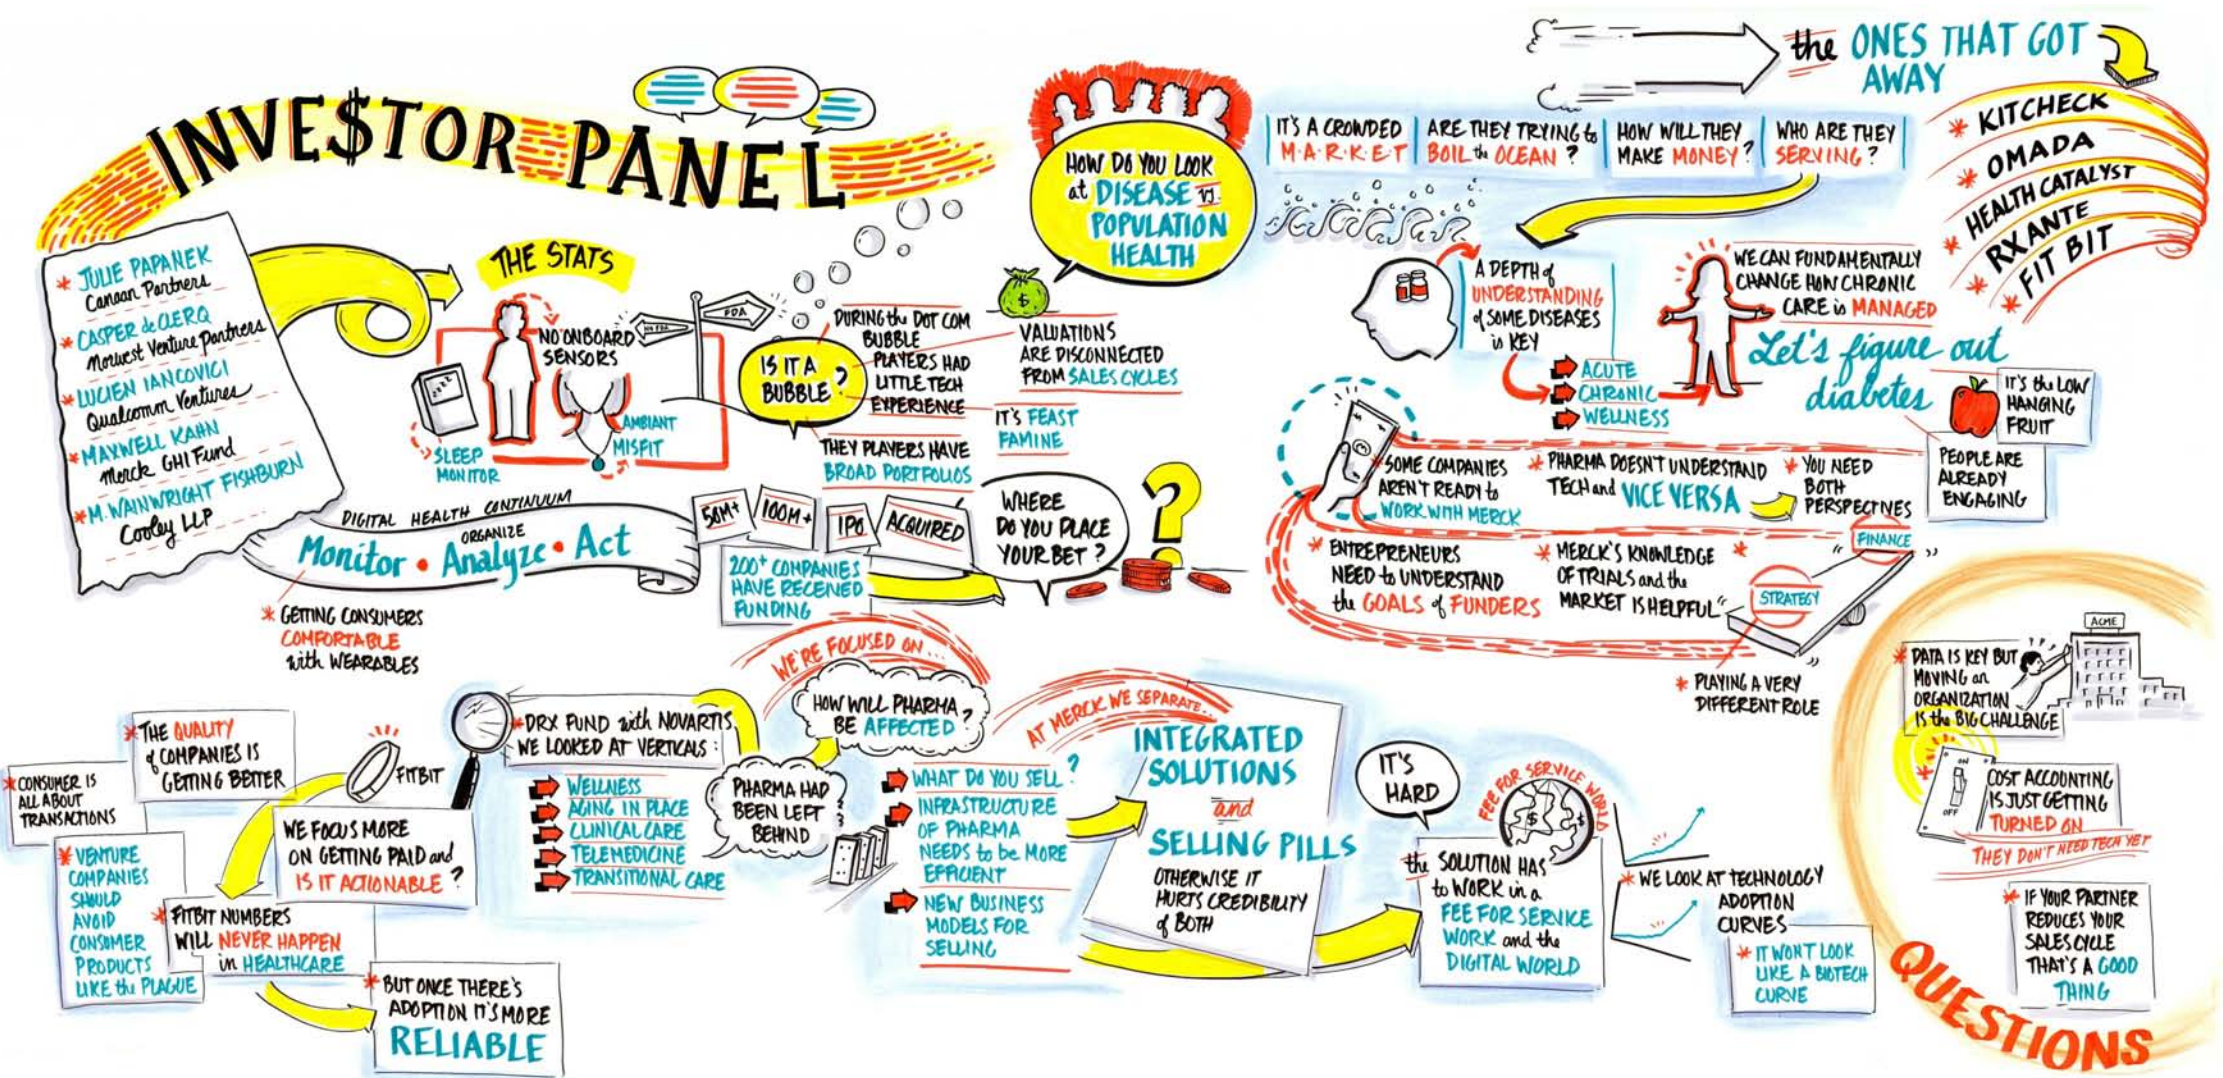 INVE$TOR PANEL
* JULIE PAPANEK
Canaan Partners
* CASPER de CLERQ
Norwest Venture Partners
* LUCIEN IANCOVICI
Qualcomm Ventures
* MAXWELL KAHN
Merck GHI Fund
* M. WAINWRIGHT FISHBURN
Cooley LLP
THE STATS
NO ONBOARD
SENSORS
NO FDA
FDA
zzzz
SLEEP
MONITOR
AMBIANT
MISFIT
DIGITAL HEALTH CONTINUUM
ORGANIZE
Monitor • Analyze • Act
* GETTING CONSUMERS
COMFORTABLE
with WEARABLES
IS IT A
BUBBLE?
DURING the DOT COM
BUBBLE
PLAYERS HAD
LITTLE TECH
EXPERIENCE
THEY PLAYERS HAVE
BROAD PORTFOLIOS
$
VALUATIONS
ARE DISCONNECTED
FROM SALES CYCLES
IT'S FEAST
FAMINE
50M+
100M+
IPO
ACQUIRED
200+ COMPANIES
HAVE RECEIVED
FUNDING
WHERE
DO YOU PLACE
YOUR BET?
?
HOW DO YOU LOOK
at DISEASE vs.
POPULATION
HEALTH
IT'S A CROWDED
M·A·R·K·E·T
ARE THEY TRYING to
BOIL the OCEAN?
HOW WILL THEY
MAKE MONEY?
WHO ARE THEY
SERVING?
the ONES THAT GOT
AWAY
* KITCHECK
* OMADA
* HEALTH CATALYST
* RXANTE
* FIT BIT
A DEPTH of
UNDERSTANDING
of SOME DISEASES
is KEY
ACUTE
CHRONIC
WELLNESS
WE CAN FUNDAMENTALLY
CHANGE HOW CHRONIC
CARE is MANAGED
Let's figure out
diabetes
IT'S the LOW
HANGING
FRUIT
PEOPLE ARE
ALREADY
ENGAGING
* SOME COMPANIES
AREN'T READY to
WORK WITH MERCK
* PHARMA DOESN'T UNDERSTAND
TECH and VICE VERSA
* YOU NEED
BOTH
PERSPECTIVES
* ENTREPRENEURS
NEED to UNDERSTAND
the GOALS of FUNDERS
* MERCK'S KNOWLEDGE
OF TRIALS and the
MARKET IS HELPFUL
*
FINANCE
STRATEGY
* PLAYING A VERY
DIFFERENT ROLE
* CONSUMER IS
ALL ABOUT
TRANSACTIONS
* THE QUALITY
of COMPANIES IS
GETTING BETTER
* VENTURE
COMPANIES
SHOULD
AVOID
CONSUMER
PRODUCTS
LIKE the PLAGUE
FITBIT
WE FOCUS MORE
ON GETTING PAID and
IS IT ACTIONABLE?
* FITBIT NUMBERS
WILL NEVER HAPPEN
in HEALTHCARE
* BUT ONCE THERE'S
ADOPTION IT'S MORE
RELIABLE
* DRX FUND with NOVARTIS
WE LOOKED AT VERTICALS:
WELLNESS
AGING IN PLACE
CLINICAL CARE
TELEMEDICINE
TRANSITIONAL CARE
WE'RE FOCUSED ON...
HOW WILL PHARMA
BE AFFECTED?
PHARMA HAD
BEEN LEFT
BEHIND
WHAT DO YOU SELL?
INFRASTRUCTURE
OF PHARMA
NEEDS to be MORE
EFFICIENT
NEW BUSINESS
MODELS FOR
SELLING
AT MERCK WE SEPARATE...
INTEGRATED
SOLUTIONS
and
SELLING PILLS
OTHERWISE IT
HURTS CREDIBILITY
of BOTH
IT'S
HARD
FEE FOR SERVICE WORLD
$ $
the SOLUTION HAS
to WORK in a
FEE FOR SERVICE
WORK and the
DIGITAL WORLD
* WE LOOK AT TECHNOLOGY
ADOPTION
CURVES
* IT WONT LOOK
LIKE A BIOTECH
CURVE
ACME
* DATA IS KEY BUT
MOVING an
ORGANIZATION
IS the BIG CHALLENGE
ON
OFF
* COST ACCOUNTING
IS JUST GETTING
TURNED ON
THEY DON'T NEED TECH YET
* IF YOUR PARTNER
REDUCES YOUR
SALES CYCLE
THAT'S A GOOD
THING
QUESTIONS